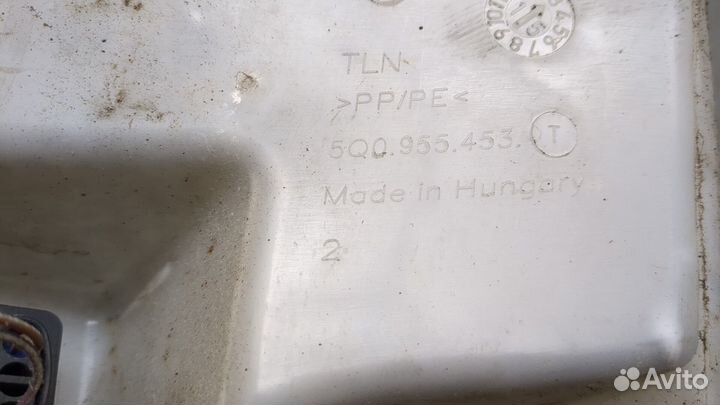 TLN
>PP/PE<
5Q0.955.453. T
Made in Hungary
2
Avito